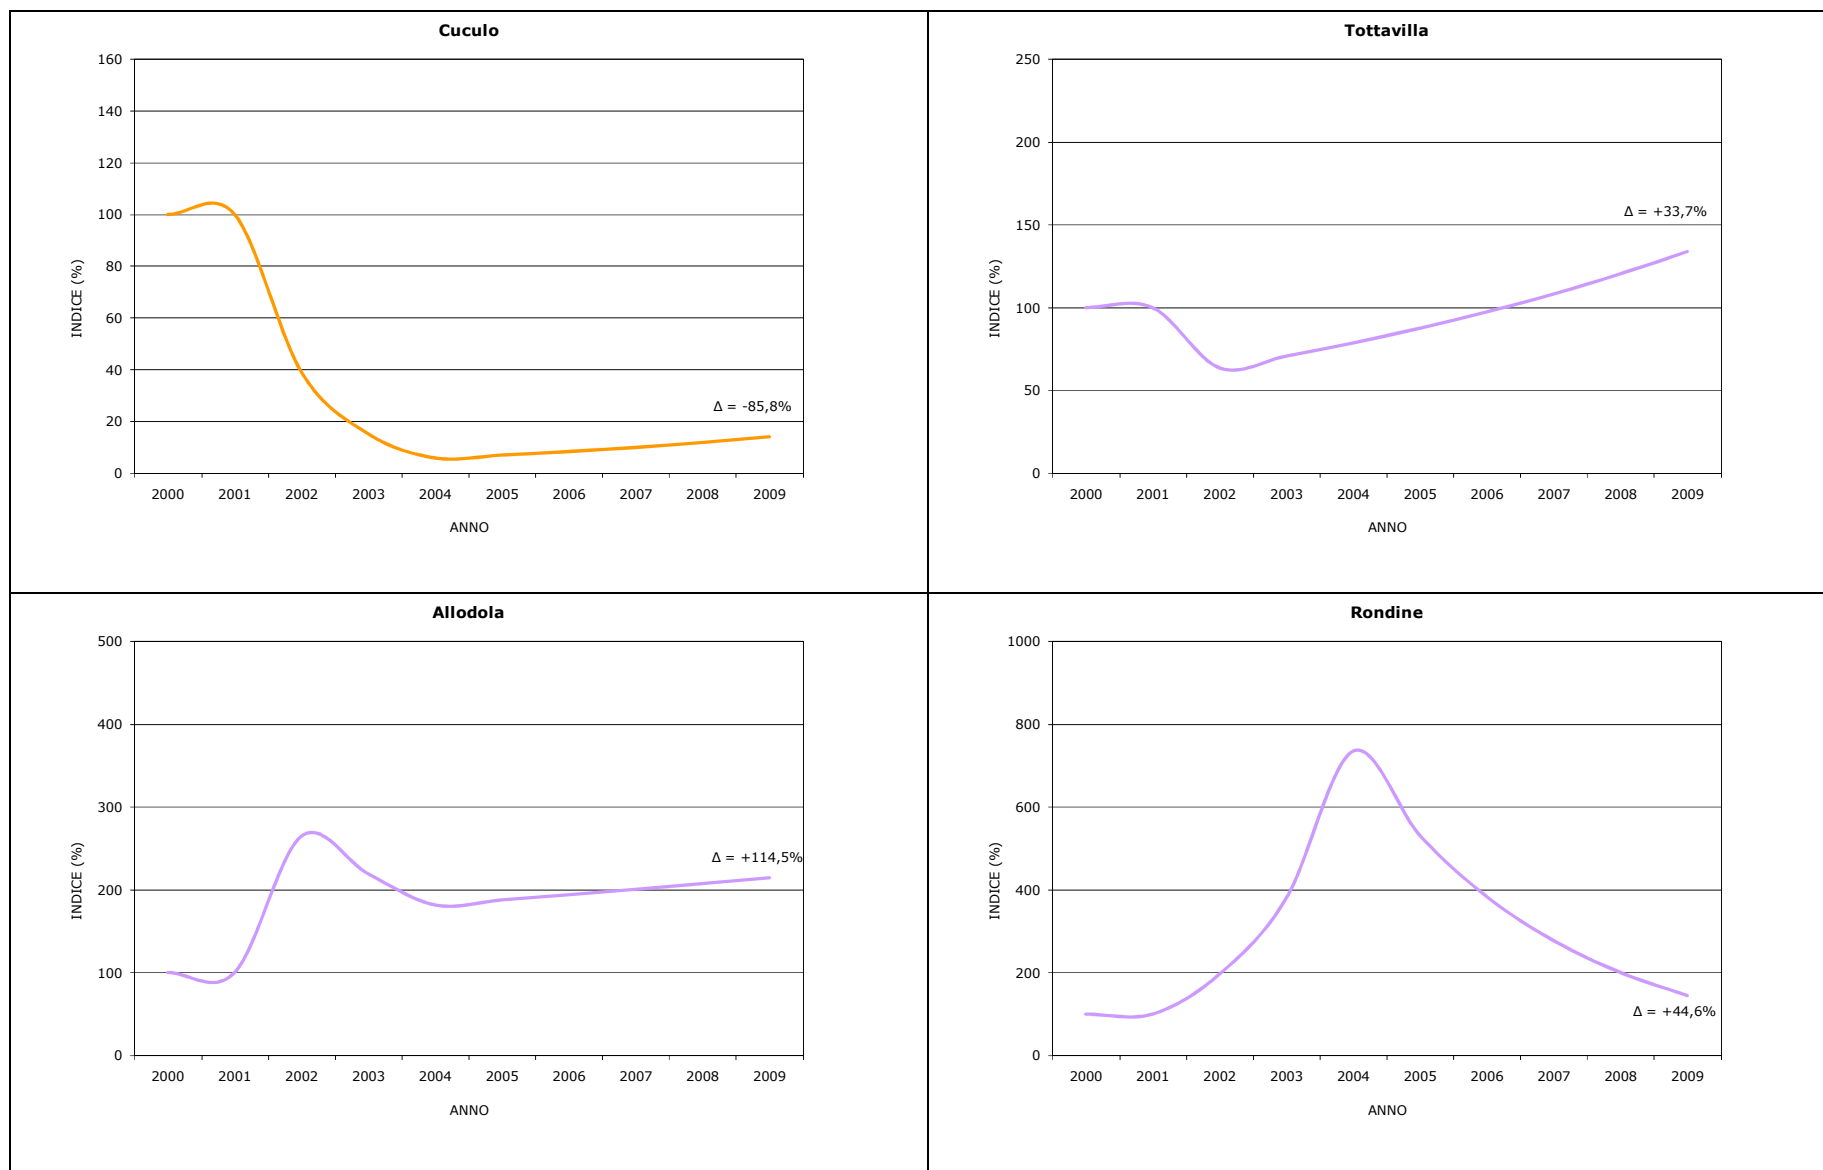 Cuculo
160
140
120
100
80
60
40
20
0
INDICE (%)
Δ = -85,8%
2000 2001 2002 2003 2004 2005 2006 2007 2008 2009
ANNO
Tottavilla
250
200
150
100
50
0
INDICE (%)
Δ = +33,7%
2000 2001 2002 2003 2004 2005 2006 2007 2008 2009
ANNO
Allodola
500
400
300
200
100
0
INDICE (%)
Δ = +114,5%
2000 2001 2002 2003 2004 2005 2006 2007 2008 2009
ANNO
Rondine
1000
800
600
400
200
0
INDICE (%)
Δ = +44,6%
2000 2001 2002 2003 2004 2005 2006 2007 2008 2009
ANNO